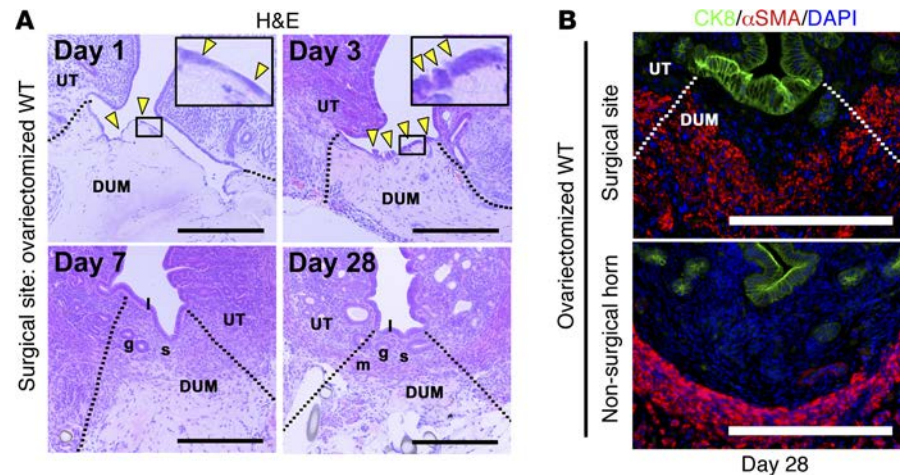 A
H&E
B
CK8/αSMA/DAPI
Surgical site: ovariectomized WT
Day 1
UT
DUM
Day 3
UT
DUM
Day 7
l
g
s
UT
DUM
Day 28
UT
l
g
s
m
DUM
Ovariectomized WT
Surgical site
UT
DUM
Non-surgical horn
Day 28